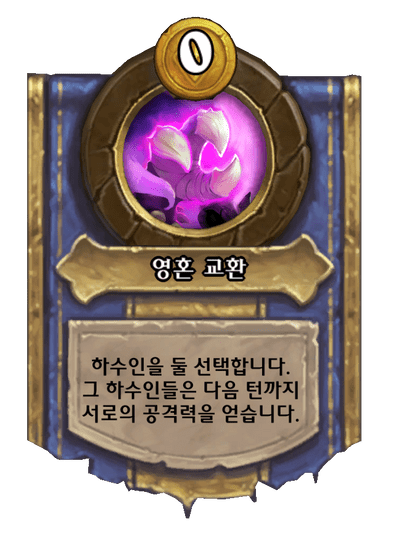 0
영혼 교환
하수인을 둘 선택합니다.
그 하수인들은 다음 턴까지
서로의 공격력을 얻습니다.